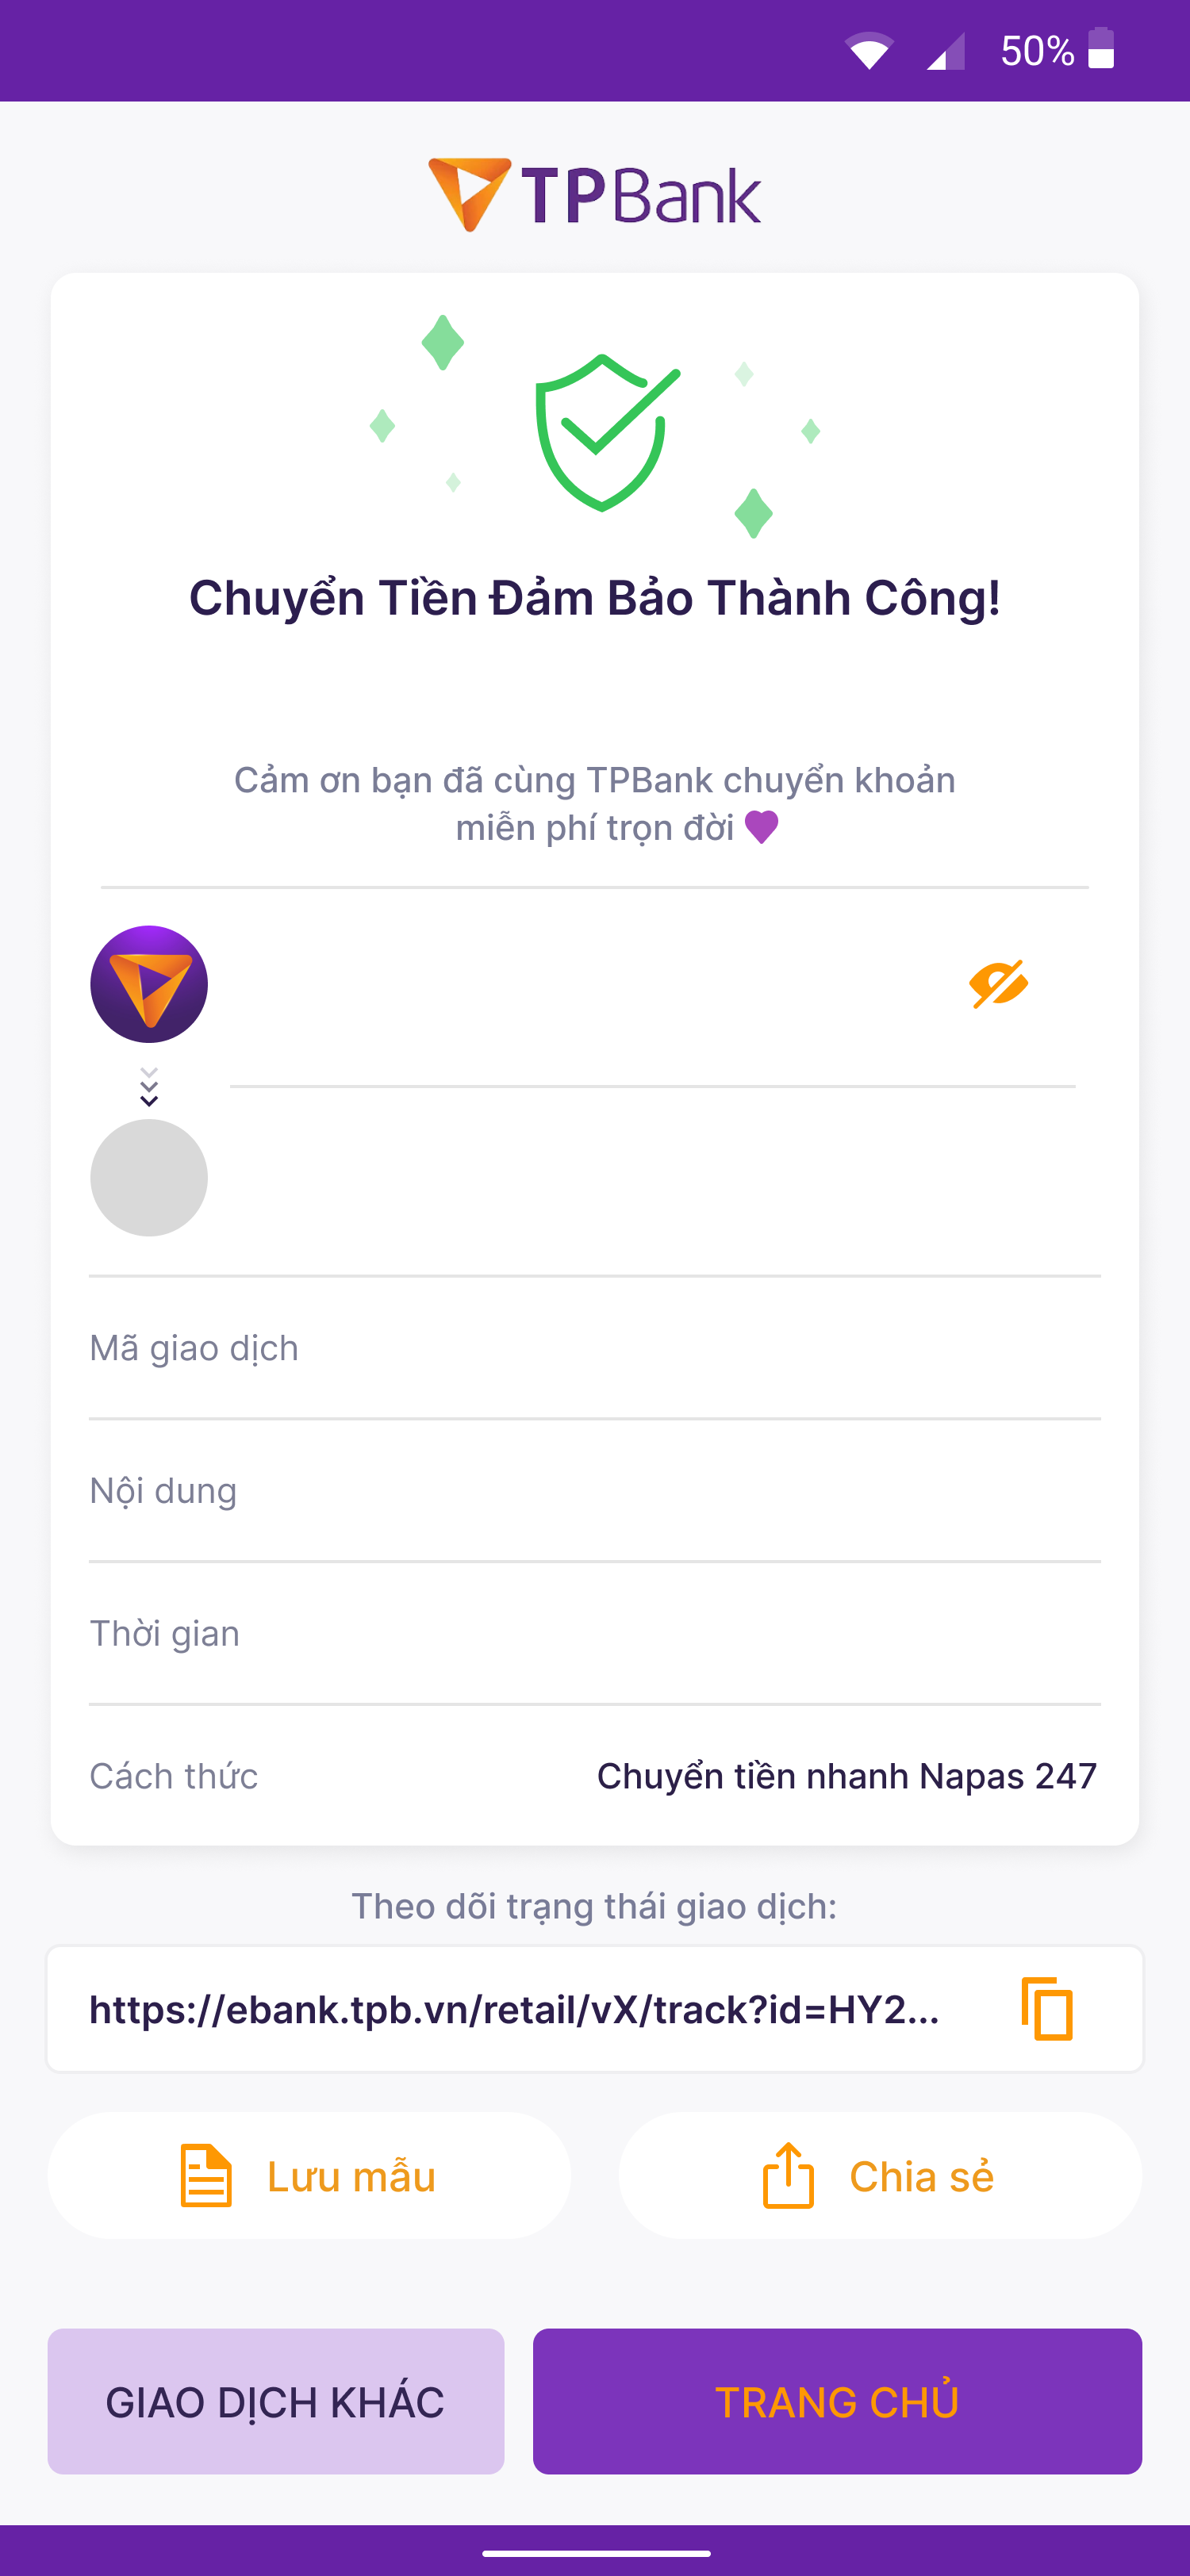 50%
TPBank
Chuyển Tiền Đảm Bảo Thành Công!
Cảm ơn bạn đã cùng TPBank chuyển khoản
miễn phí trọn đời
Mã giao dịch
Nội dung
Thời gian
Cách thức Chuyển tiền nhanh Napas 247
Theo dõi trạng thái giao dịch:
https://ebank.tpb.vn/retail/vX/track?id=HY2...
Lưu mẫu Chia sẻ
GIAO DỊCH KHÁC TRANG CHỦ